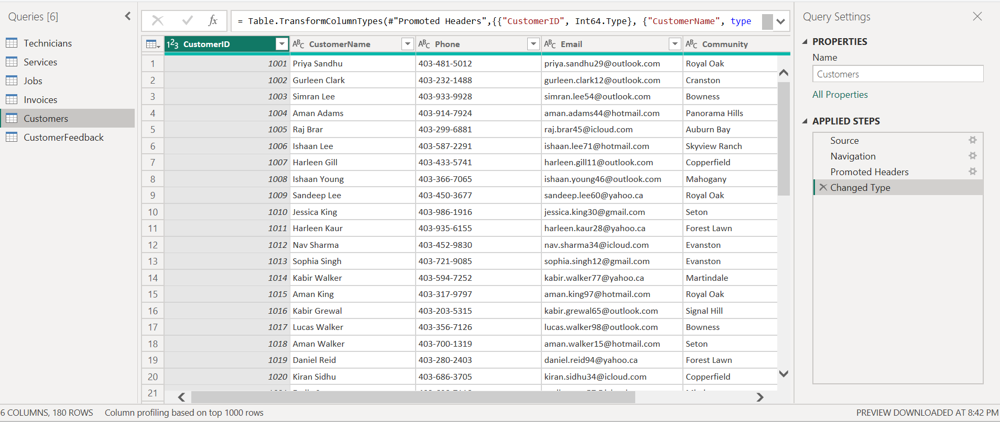 Queries [6]
Technicians
Services
Jobs
Invoices
Customers
CustomerFeedback
fx
= Table.TransformColumnTypes(#"Promoted Headers",{{"CustomerID", Int64.Type}, {"CustomerName", type
123 CustomerID ABC CustomerName ABC Phone ABC Email ABC Community
1 1001 Priya Sandhu 403-481-5012 priya.sandhu29@outlook.com Royal Oak
2 1002 Gurleen Clark 403-232-1488 gurleen.clark12@outlook.com Cranston
3 1003 Simran Lee 403-933-9928 simran.lee54@outlook.com Bowness
4 1004 Aman Adams 403-914-7924 aman.adams44@hotmail.com Panorama Hills
5 1005 Raj Brar 403-299-6881 raj.brar45@icloud.com Auburn Bay
6 1006 Ishaan Lee 403-587-2291 ishaan.lee71@hotmail.com Skyview Ranch
7 1007 Harleen Gill 403-433-5741 harleen.gill11@outlook.com Copperfield
8 1008 Ishaan Young 403-366-7065 ishaan.young46@outlook.com Mahogany
9 1009 Sandeep Lee 403-450-3677 sandeep.lee60@yahoo.ca Royal Oak
10 1010 Jessica King 403-986-1916 jessica.king30@gmail.com Seton
11 1011 Harleen Kaur 403-935-6155 harleen.kaur28@yahoo.ca Forest Lawn
12 1012 Nav Sharma 403-452-9830 nav.sharma34@icloud.com Evanston
13 1013 Sophia Singh 403-721-9085 sophia.singh12@gmail.com Evanston
14 1014 Kabir Walker 403-594-7252 kabir.walker77@yahoo.ca Martindale
15 1015 Aman King 403-317-9797 aman.king97@hotmail.com Royal Oak
16 1016 Kabir Grewal 403-203-5315 kabir.grewal65@outlook.com Signal Hill
17 1017 Lucas Walker 403-356-7126 lucas.walker98@outlook.com Bowness
18 1018 Aman Walker 403-700-1319 aman.walker15@hotmail.com Seton
19 1019 Daniel Reid 403-280-2403 daniel.reid94@yahoo.ca Forest Lawn
20 1020 Kiran Sidhu 403-686-3705 kiran.sidhu34@icloud.com Copperfield
21
Query Settings
PROPERTIES
Name
Customers
All Properties
APPLIED STEPS
Source
Navigation
Promoted Headers
Changed Type
6 COLUMNS, 180 ROWS Column profiling based on top 1000 rows
PREVIEW DOWNLOADED AT 8:42 PM